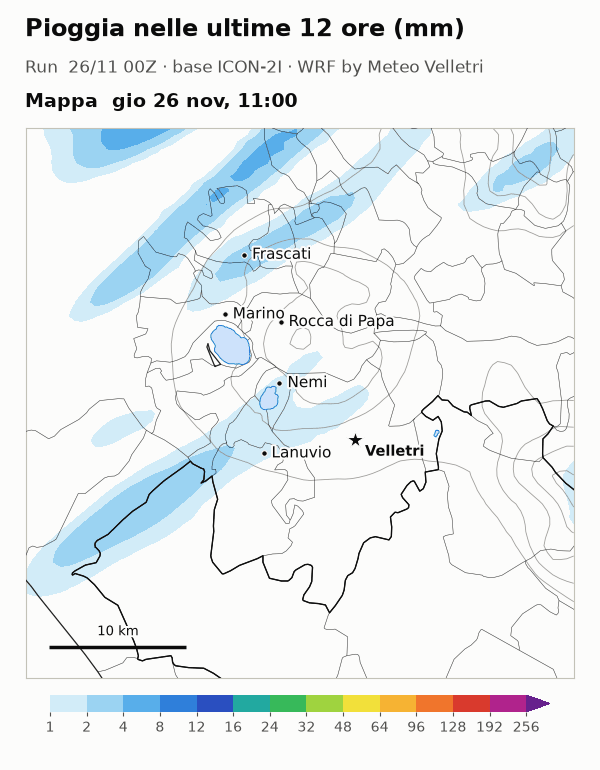 Pioggia nelle ultime 12 ore (mm)
Run 26/11 00Z · base ICON-2I · WRF by Meteo Velletri
Mappa gio 26 nov, 11:00
Frascati
Marino
Rocca di Papa
Nemi
Velletri
Lanuvio
10 km
1 2 4 8 12 16 24 32 48 64 96 128 192 256